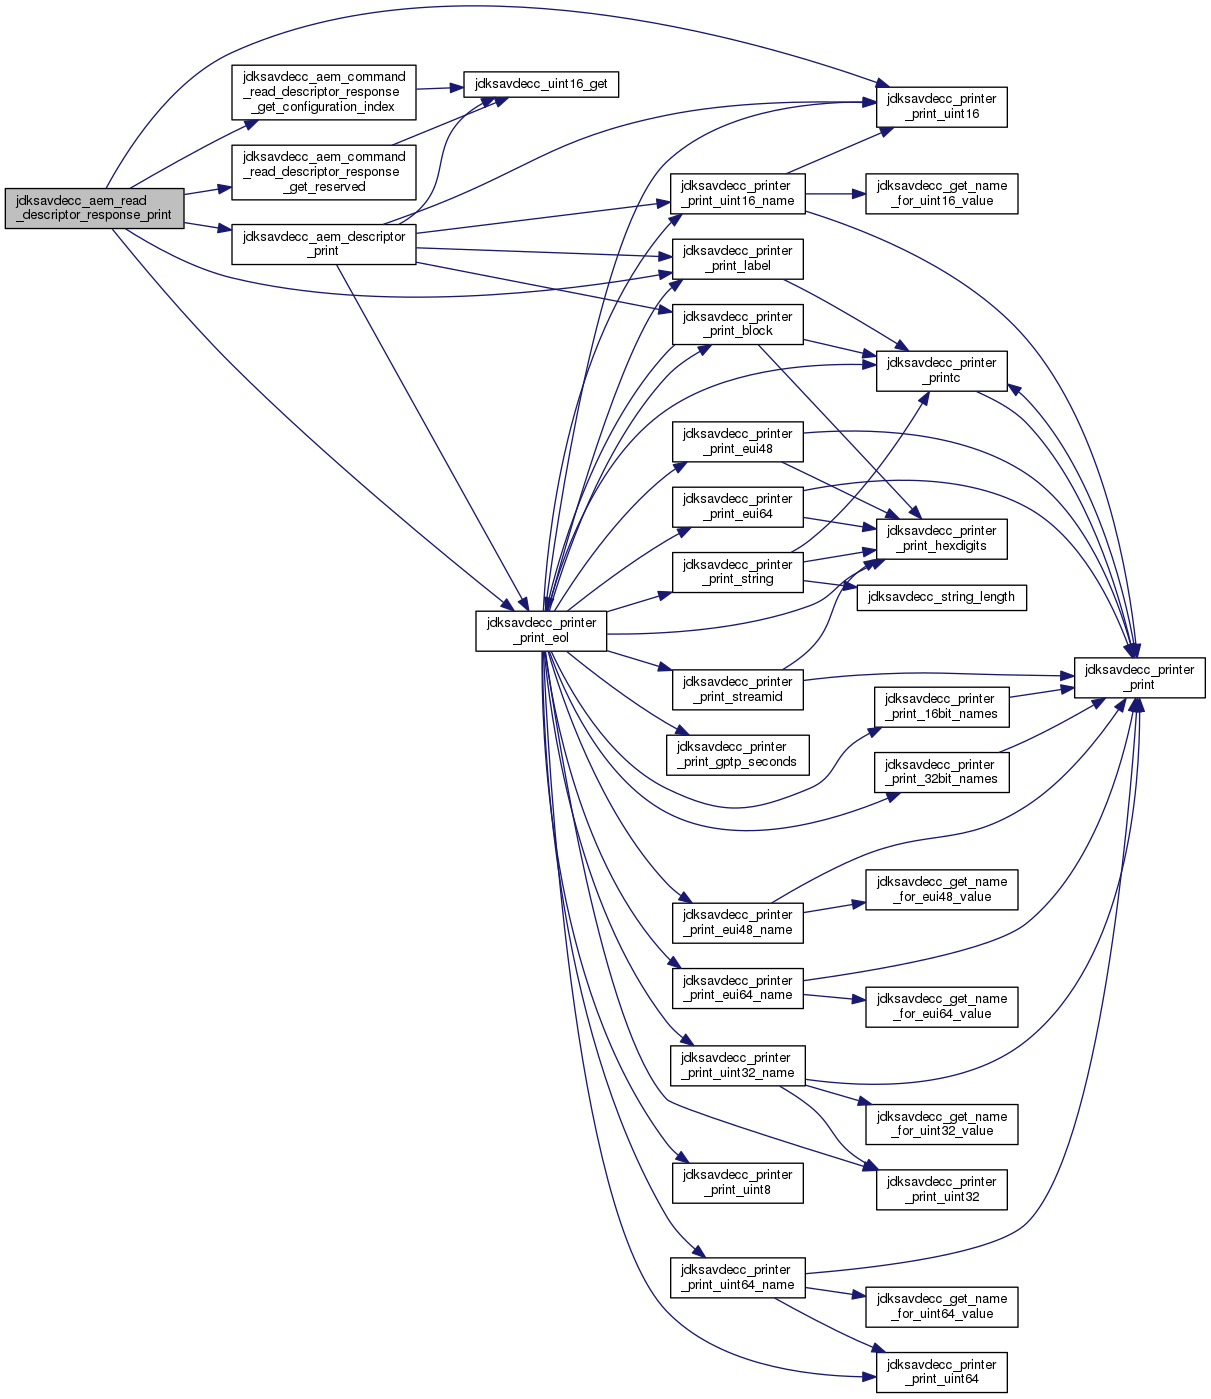 jdksavdecc_aem_read
_descriptor_response_print
jdksavdecc_aem_command
_read_descriptor_response
_get_configuration_index
jdksavdecc_aem_command
_read_descriptor_response
_get_reserved
jdksavdecc_aem_descriptor
_print
jdksavdecc_uint16_get
jdksavdecc_printer
_print_eol
jdksavdecc_printer
_print_uint16_name
jdksavdecc_printer
_print_label
jdksavdecc_printer
_print_block
jdksavdecc_printer
_print_eui48
jdksavdecc_printer
_print_eui64
jdksavdecc_printer
_print_string
jdksavdecc_printer
_print_streamid
jdksavdecc_printer
_print_gptp_seconds
jdksavdecc_printer
_print_eui48_name
jdksavdecc_printer
_print_eui64_name
jdksavdecc_printer
_print_uint32_name
jdksavdecc_printer
_print_uint8
jdksavdecc_printer
_print_uint64_name
jdksavdecc_printer
_print_uint16
jdksavdecc_get_name
_for_uint16_value
jdksavdecc_printer
_printc
jdksavdecc_printer
_print_hexdigits
jdksavdecc_string_length
jdksavdecc_printer
_print_16bit_names
jdksavdecc_printer
_print_32bit_names
jdksavdecc_get_name
_for_eui48_value
jdksavdecc_get_name
_for_eui64_value
jdksavdecc_get_name
_for_uint32_value
jdksavdecc_printer
_print_uint32
jdksavdecc_get_name
_for_uint64_value
jdksavdecc_printer
_print_uint64
jdksavdecc_printer
_print